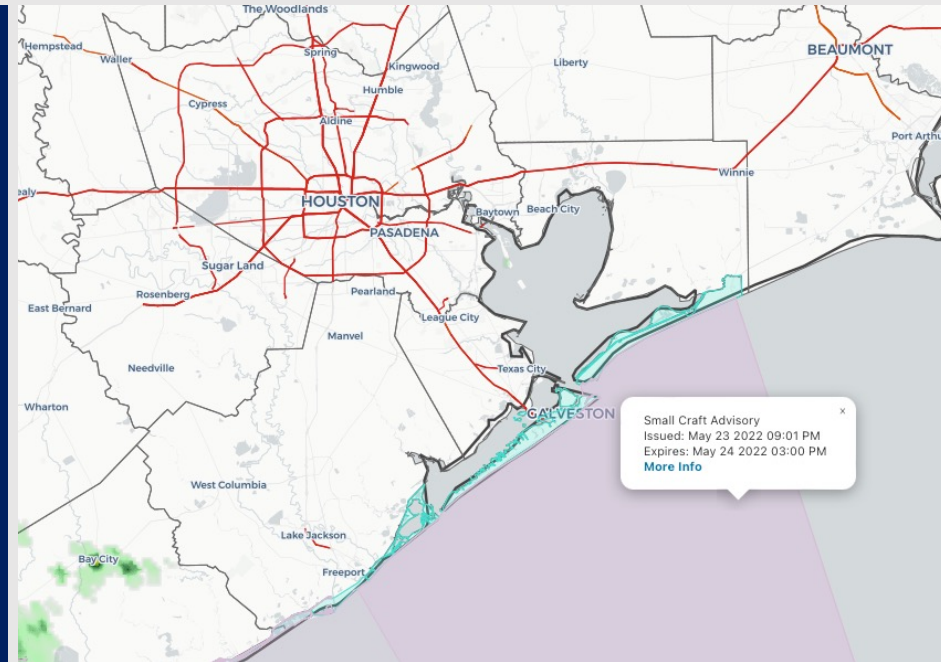 The Woodlands
Hempstead
Waller
Spring
Kingwood
Liberty
BEAUMONT
Cypress
Humble
Aldine
Port Arthu
Winnie
ealy
HOUSTON
Baytown
Beach City
PASADENA
Sugar Land
Rosenberg
Pearland
East Bernard
League City
Manvel
Needville
Texas City
Wharton
GALVESTON
Small Craft Advisory
x
Issued: May 23 2022 09:01 PM
Expires: May 24 2022 03:00 PM
More Info
West Columbia
Lake Jackson
Bay City
Freeport